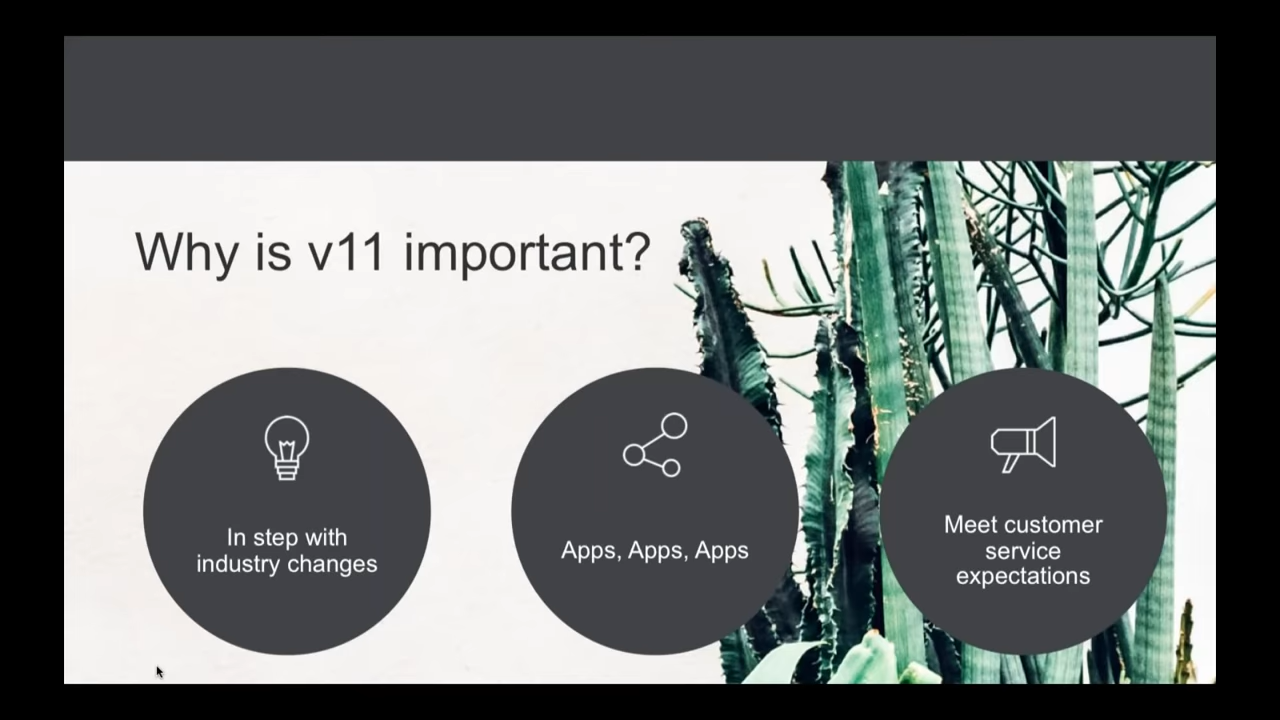 Why is v11 important?
In step with
industry changes
Apps, Apps, Apps
Meet customer
service
expectations